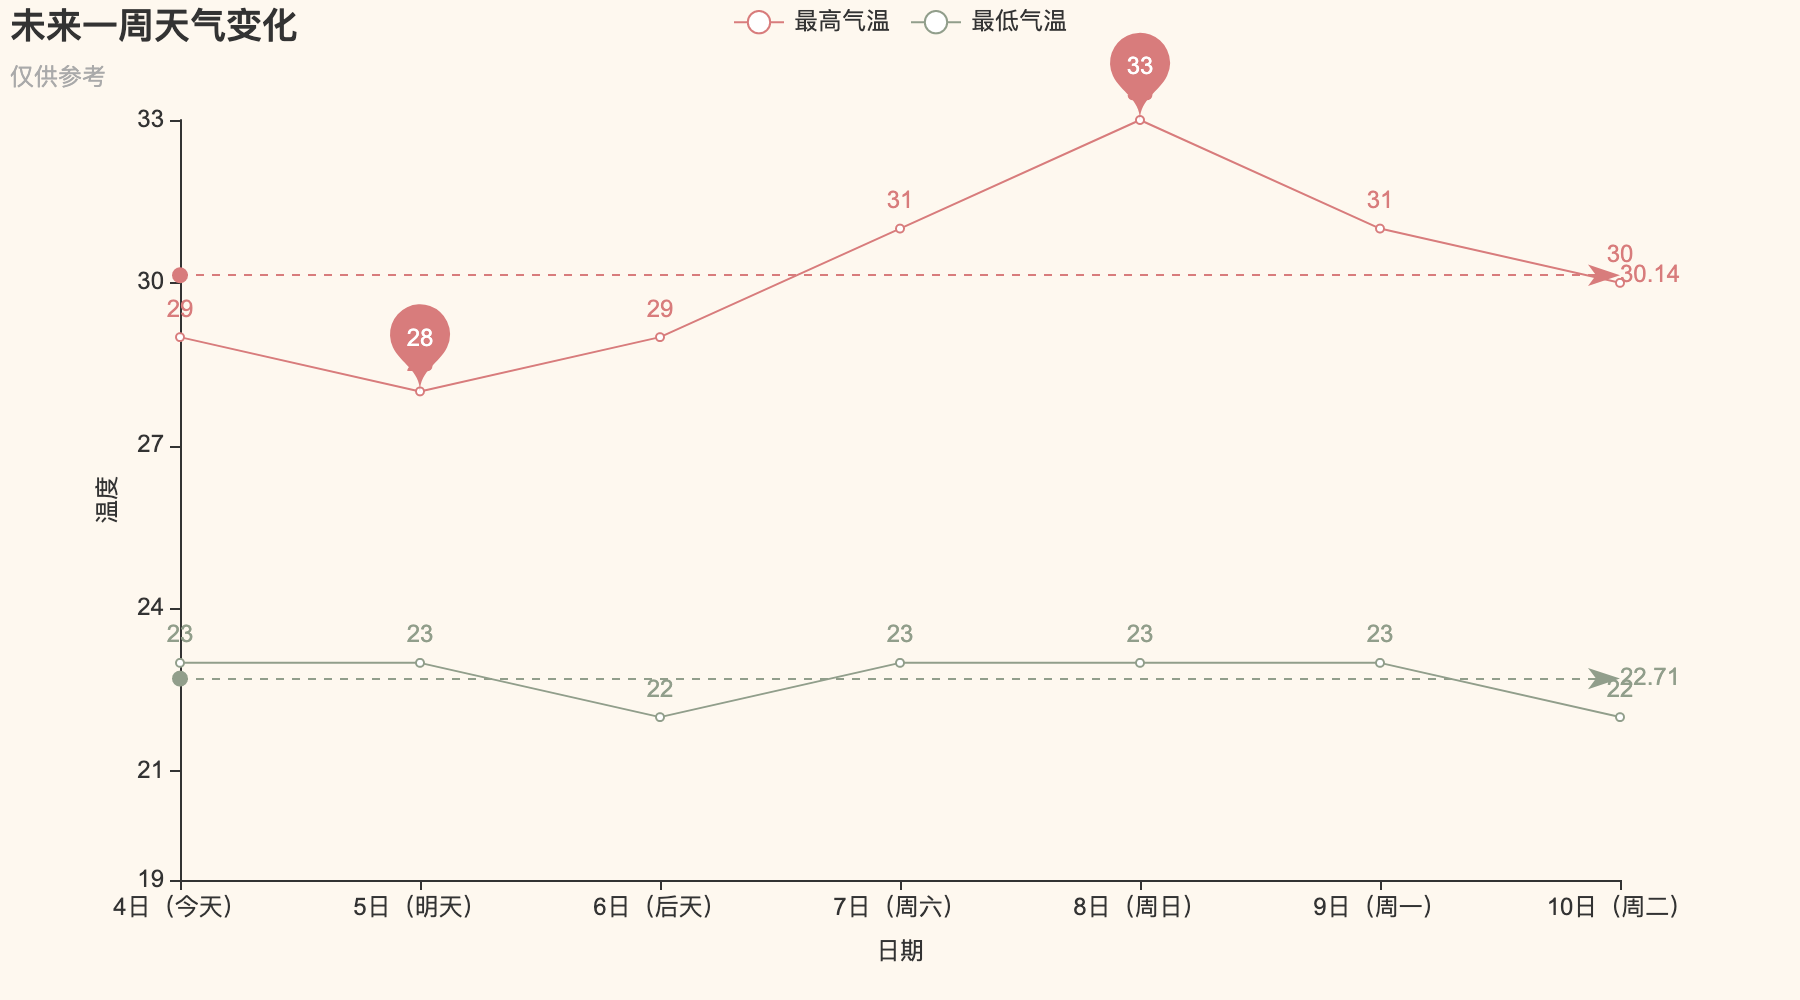 未来一周天气变化
仅供参考
最高气温
最低气温
33
33
31
31
30
30
30.14
29
28
29
27
温度
24
23
23
23
23
23
22
22.71
22
21
19
4日（今天）
5日（明天）
6日（后天）
7日（周六）
8日（周日）
9日（周一）
10日（周二）
日期